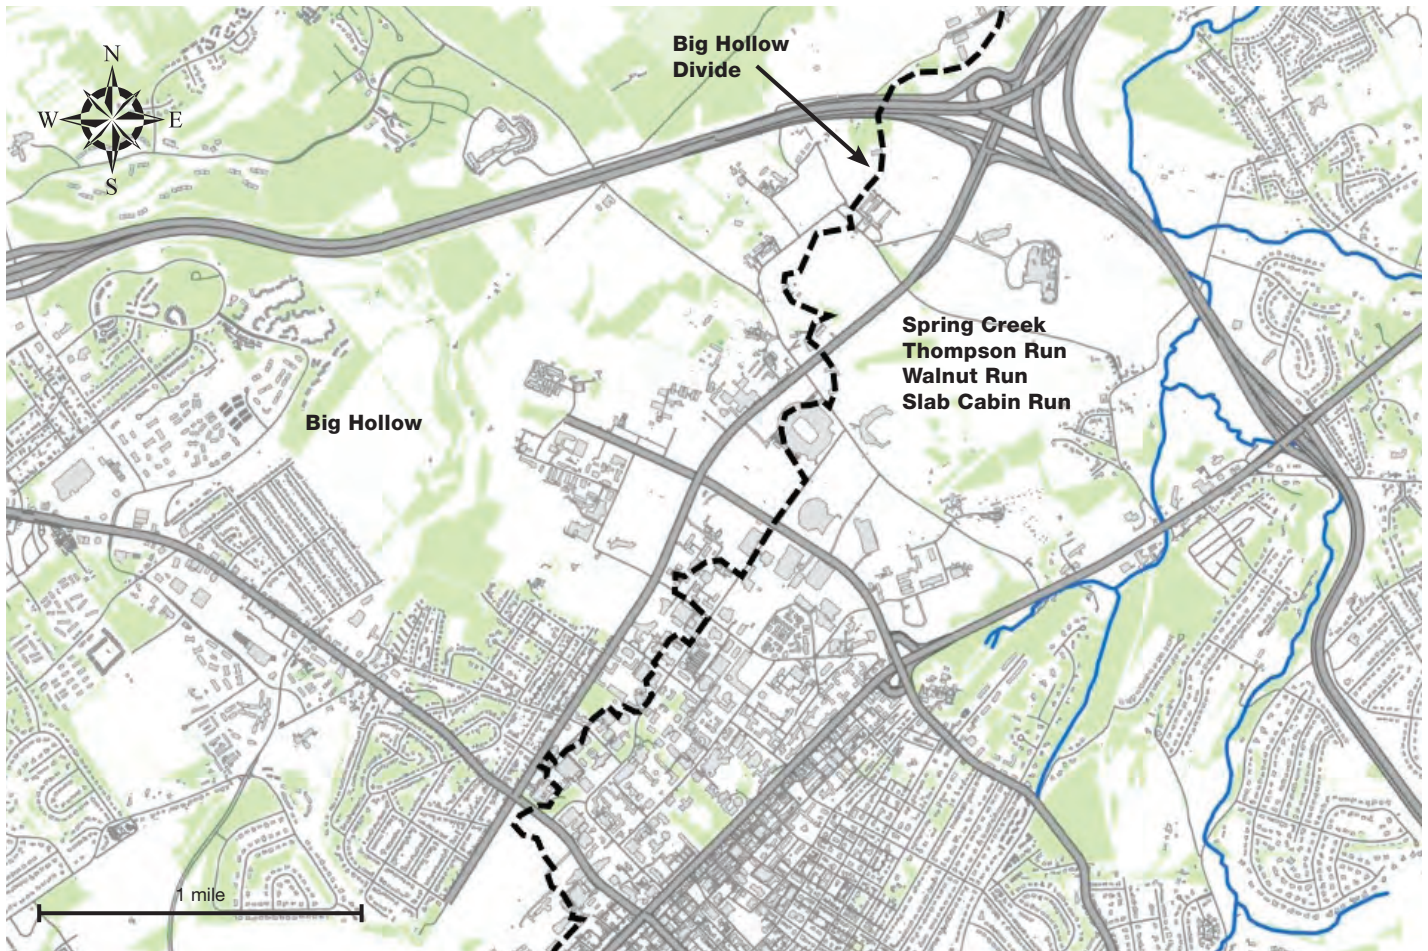 Big Hollow
Divide
N
W
E
S
Spring Creek
Thompson Run
Walnut Run
Slab Cabin Run
Big Hollow
1 mile